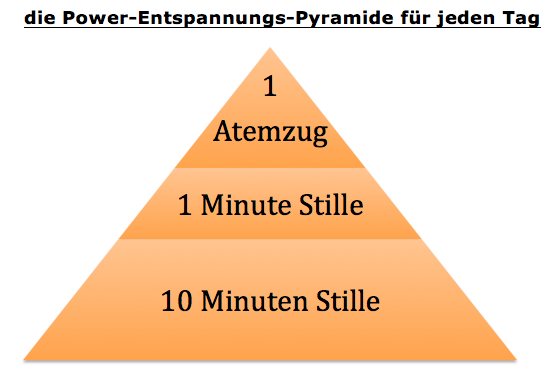 die Power-Entspannungs-Pyramide für jeden Tag
1
Atemzug
1 Minute Stille
10 Minuten Stille